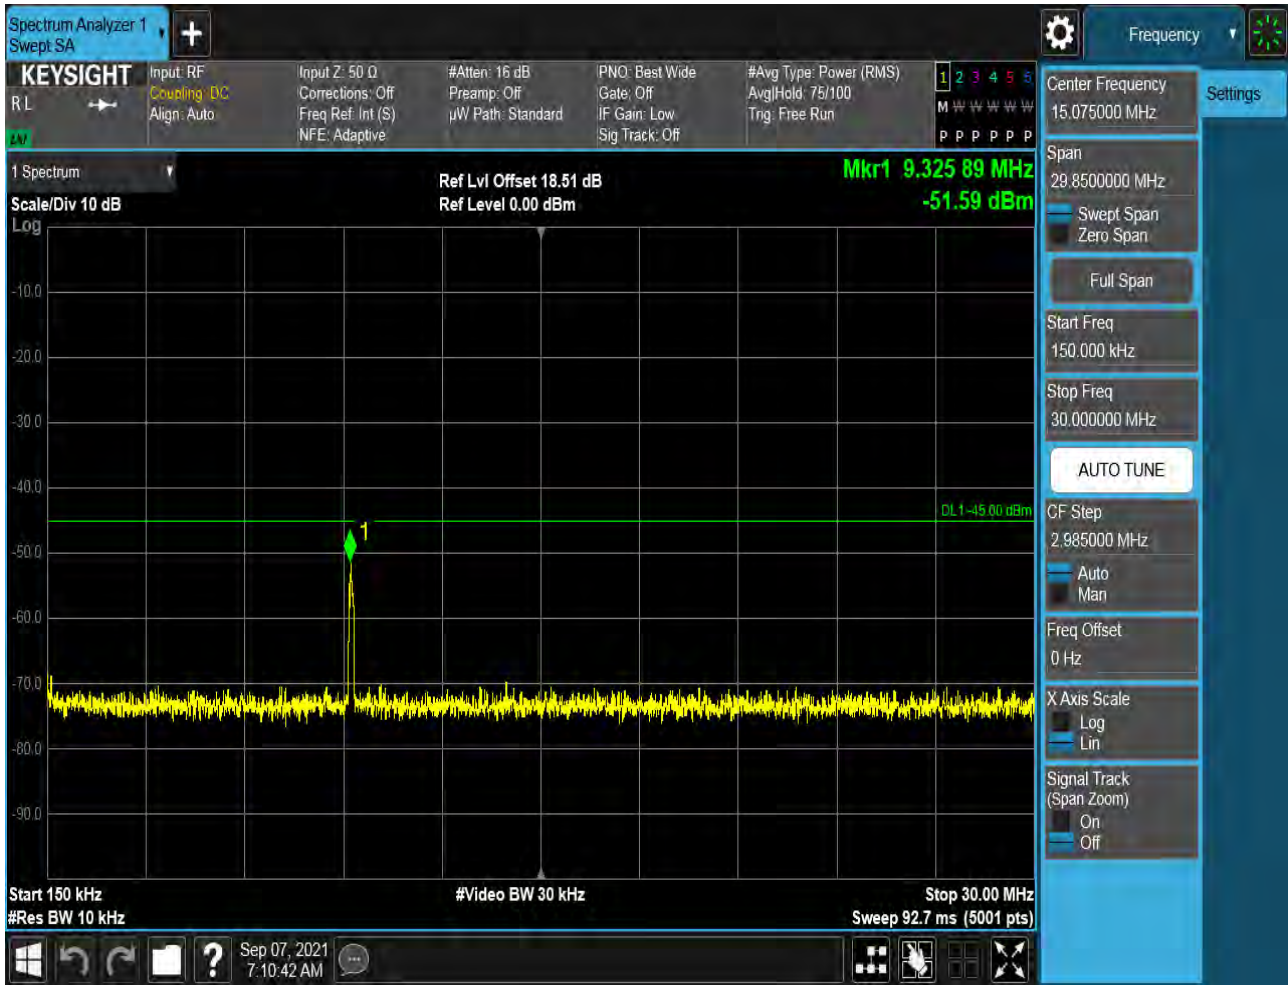 Spectrum Analyzer 1
Swept SA
Frequency
KEYSIGHT
R L
LXI
Input: RF
Coupling: DC
Align: Auto
Input Z: 50 Ω
Corrections: Off
Freq Ref: Int (S)
NFE: Adaptive
#Atten: 16 dB
Preamp: Off
µW Path: Standard
PNO: Best Wide
Gate: Off
IF Gain: Low
Sig Track: Off
#Avg Type: Power (RMS)
Avg|Hold: 75/100
Trig: Free Run
1 2 3 4 5 6
M W W W W W
P P P P P P
1 Spectrum
Scale/Div 10 dB
Log
Ref Lvl Offset 18.51 dB
Ref Level 0.00 dBm
Mkr1 9.325 89 MHz
-51.59 dBm
-10.0
-20.0
-30.0
-40.0
DL1 -45.00 dBm
1
-50.0
-60.0
-70.0
-80.0
-90.0
Start 150 kHz
#Res BW 10 kHz
#Video BW 30 kHz
Stop 30.00 MHz
Sweep 92.7 ms (5001 pts)
Center Frequency
15.075000 MHz
Settings
Span
29.8500000 MHz
Swept Span
Zero Span
Full Span
Start Freq
150.000 kHz
Stop Freq
30.000000 MHz
AUTO TUNE
CF Step
2.985000 MHz
Auto
Man
Freq Offset
0 Hz
X Axis Scale
Log
Lin
Signal Track
(Span Zoom)
On
Off
?
Sep 07, 2021
7:10:42 AM